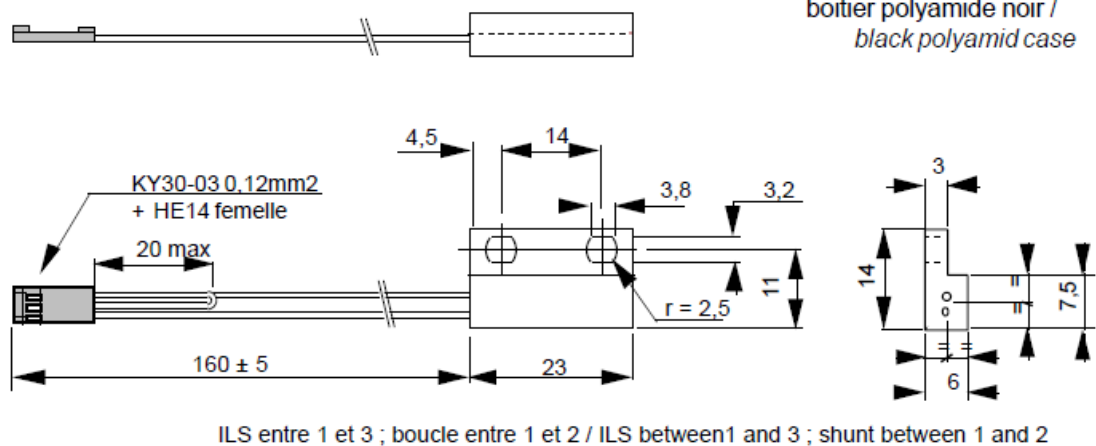 boitier polyamide noir /
black polyamid case
4,5
14
3
KY30-03 0,12mm2
+ HE14 femelle
3,8
3,2
20 max
14
11
=
=
7,5
r = 2,5
160 ± 5
23
= =
6
ILS entre 1 et 3 ; boucle entre 1 et 2 / ILS between1 and 3 ; shunt between 1 and 2